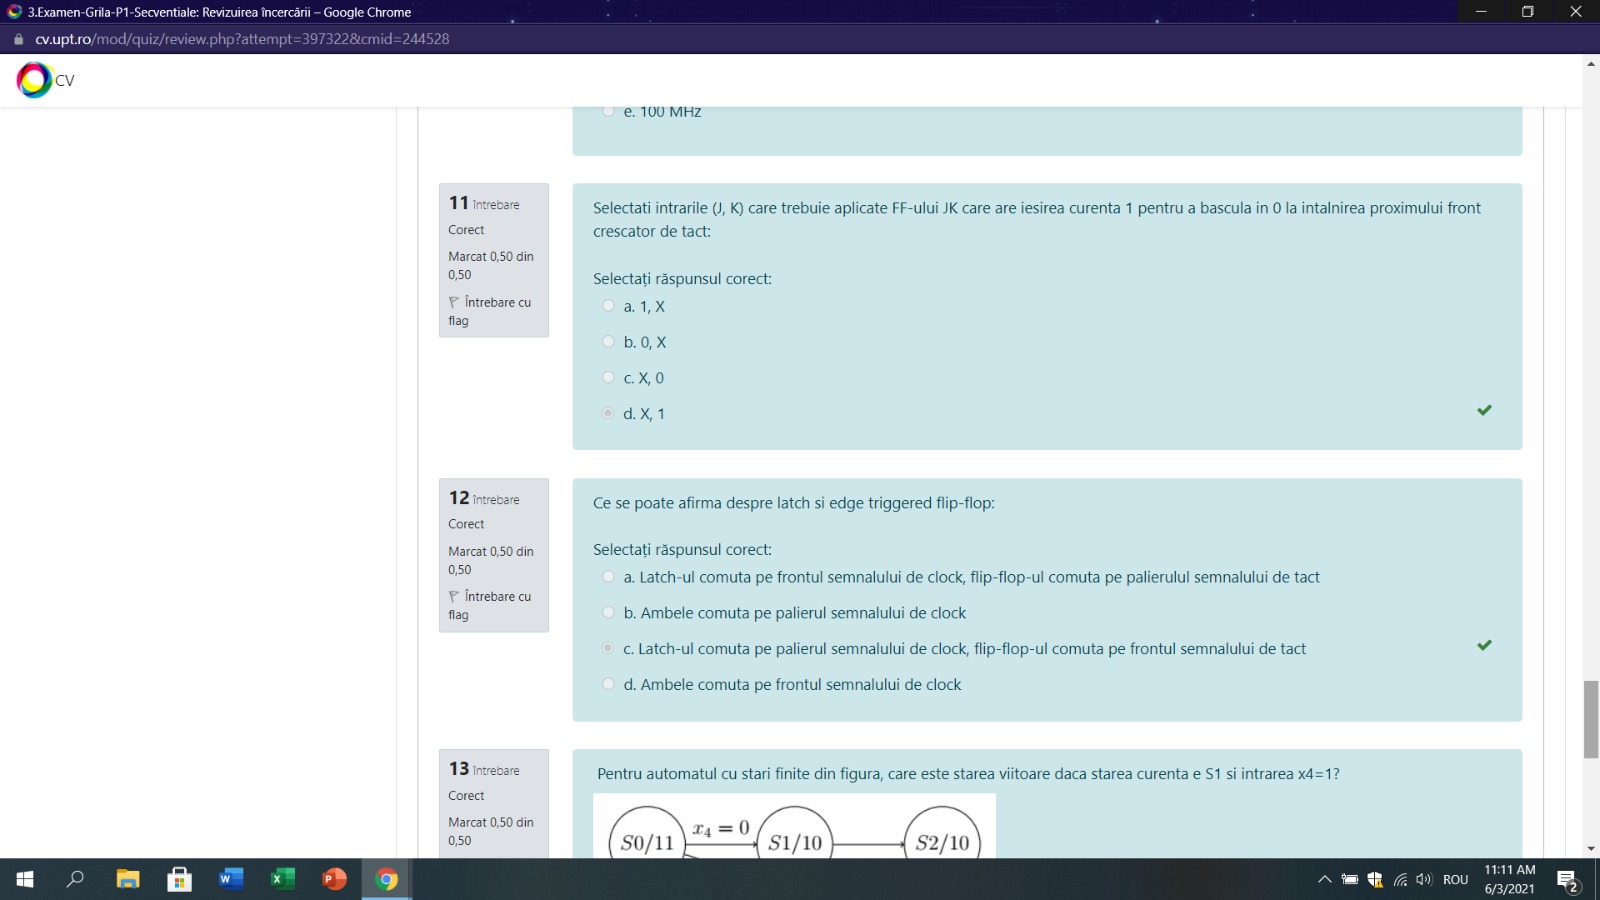 3.Examen-Grila-P1-Secventiale: Revizuirea încercării – Google Chrome
cv.upt.ro/mod/quiz/review.php?attempt=397322&cmid=244528
CV
e. 100 MHz
11 întrebare
Corect
Marcat 0,50 din
0,50
Întrebare cu
flag
Selectati intrarile (J, K) care trebuie aplicate FF-ului JK care are iesirea curenta 1 pentru a bascula in 0 la intalnirea proximului front
crescator de tact:
Selectați răspunsul corect:
a. 1, X
b. 0, X
c. X, 0
d. X, 1
12 întrebare
Corect
Marcat 0,50 din
0,50
Întrebare cu
flag
Ce se poate afirma despre latch si edge triggered flip-flop:
Selectați răspunsul corect:
a. Latch-ul comuta pe frontul semnalului de clock, flip-flop-ul comuta pe palierulul semnalului de tact
b. Ambele comuta pe palierul semnalului de clock
c. Latch-ul comuta pe palierul semnalului de clock, flip-flop-ul comuta pe frontul semnalului de tact
d. Ambele comuta pe frontul semnalului de clock
13 întrebare
Corect
Marcat 0,50 din
0,50
Pentru automatul cu stari finite din figura, care este starea viitoare daca starea curenta e S1 si intrarea x4=1?
S0/11 x4 = 0 S1/10 S2/10
ROU
11:11 AM
6/3/2021
2